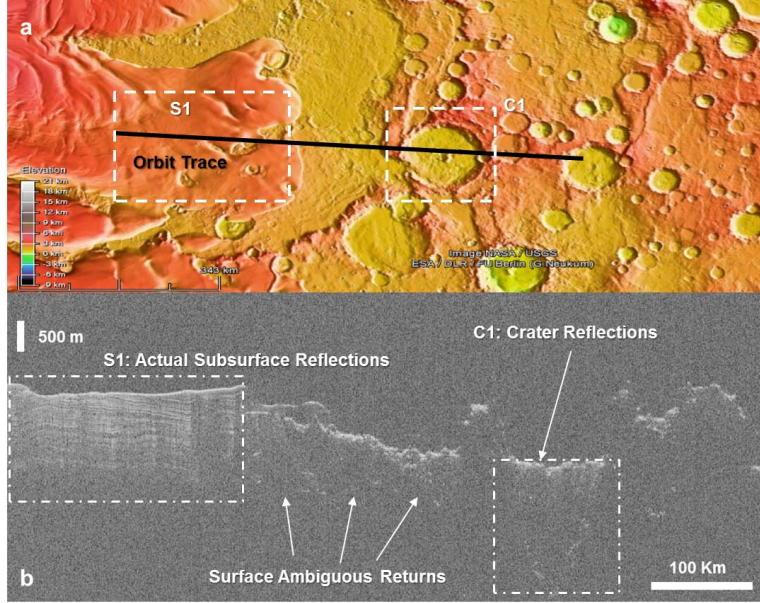 a
S1
C1
Orbit Trace
Elevation
21 km
18 km
15 km
12 km
9 km
6 km
3 km
0 km
-3 km
-6 km
-9 km
343 km
Image NASA / USGS
ESA / DLR / FU Berlin (G.Neukum)
500 m
C1: Crater Reflections
S1: Actual Subsurface Reflections
Surface Ambiguous Returns
100 Km
b